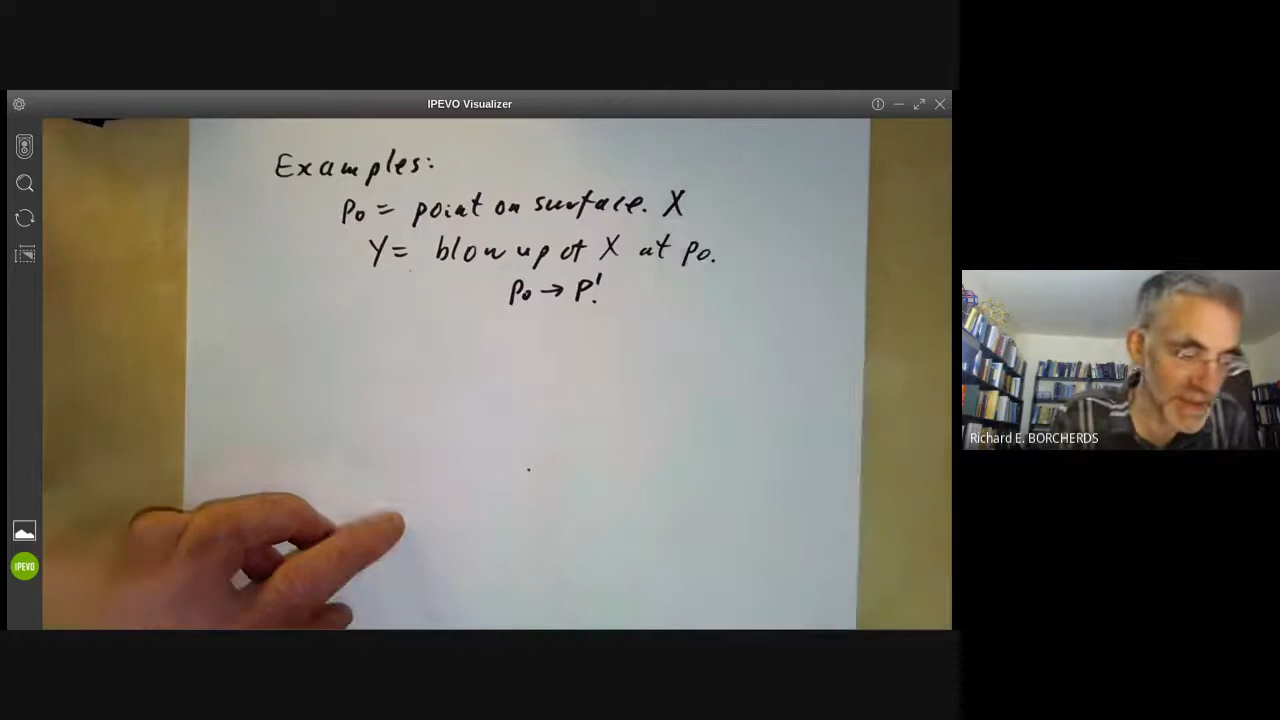 IPEVO Visualizer
Examples:
p₀ = point on surface. X
Y = blow up of X at p₀.
p₀ → P¹.
Richard E. BORCHERDS
IPEVO